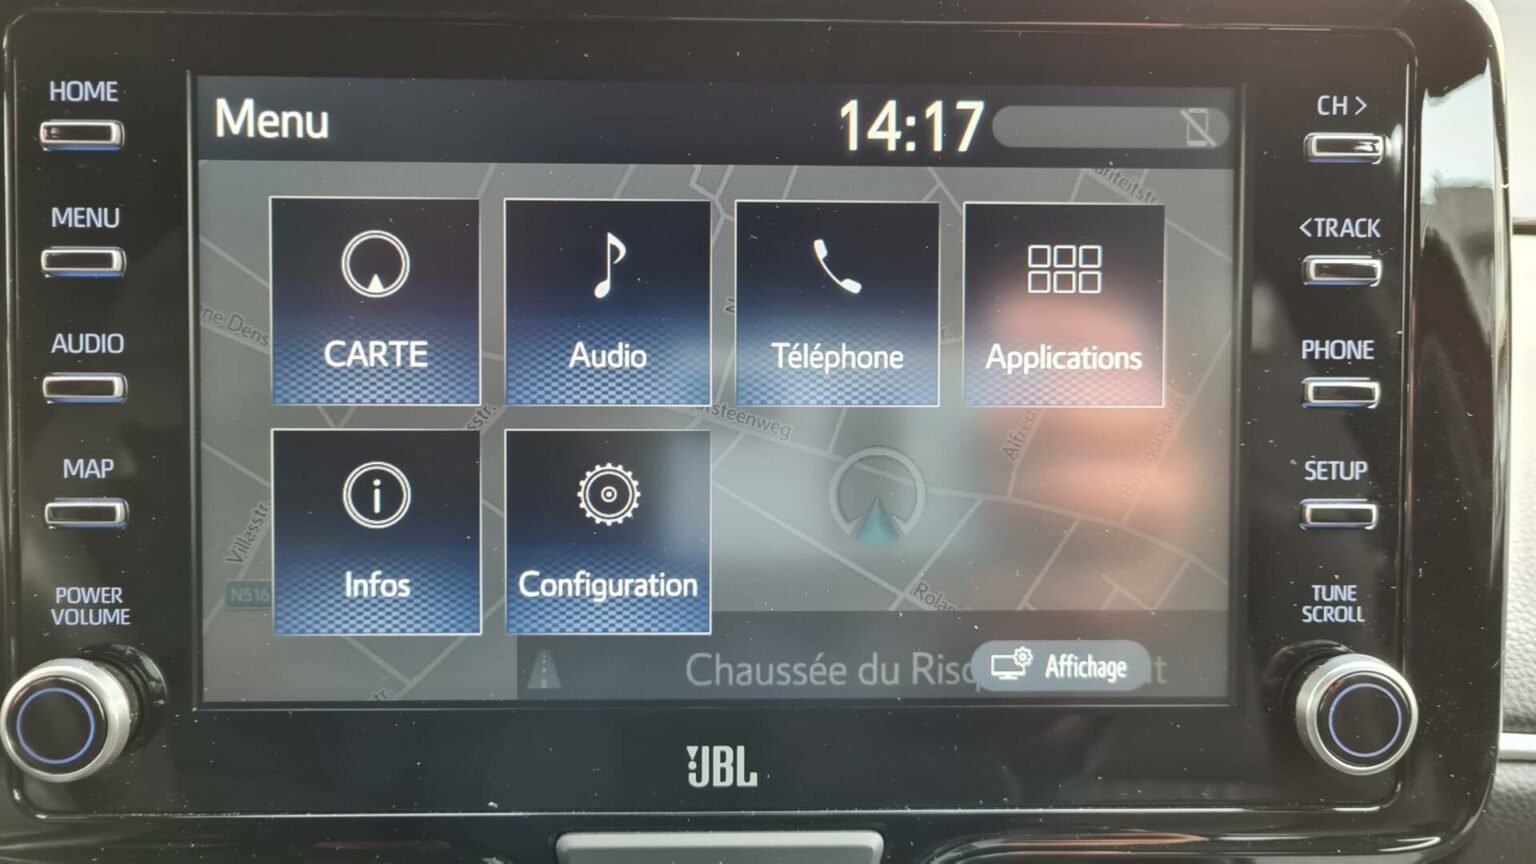 HOME
MENU
AUDIO
MAP
POWER
VOLUME
Menu
14:17
CARTE
Audio
Téléphone
Applications
Infos
Configuration
N516
Villasstr.
Chaussée du
Affichage
JBL
CH >
<TRACK
PHONE
SETUP
TUNE
SCROLL